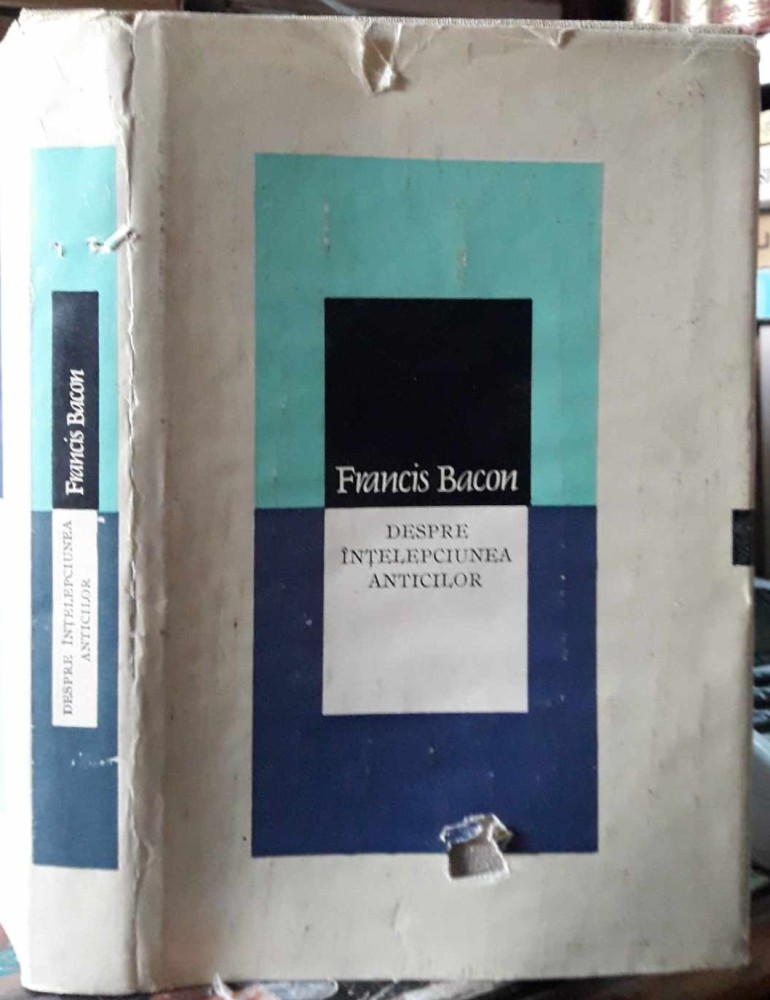 Francis Bacon
DESPRE ÎNȚELEPCIUNEA
ANTICILOR
Francis Bacon
DESPRE
ÎNȚELEPCIUNEA
ANTICILOR